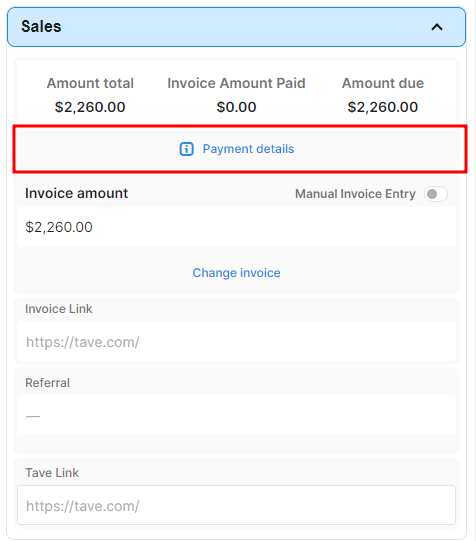 Sales
Amount total Invoice Amount Paid Amount due
$2,260.00 $0.00 $2,260.00
Payment details
Invoice amount Manual Invoice Entry
$2,260.00
Change invoice
Invoice Link
https://tave.com/
Referral
—
Tave Link
https://tave.com/